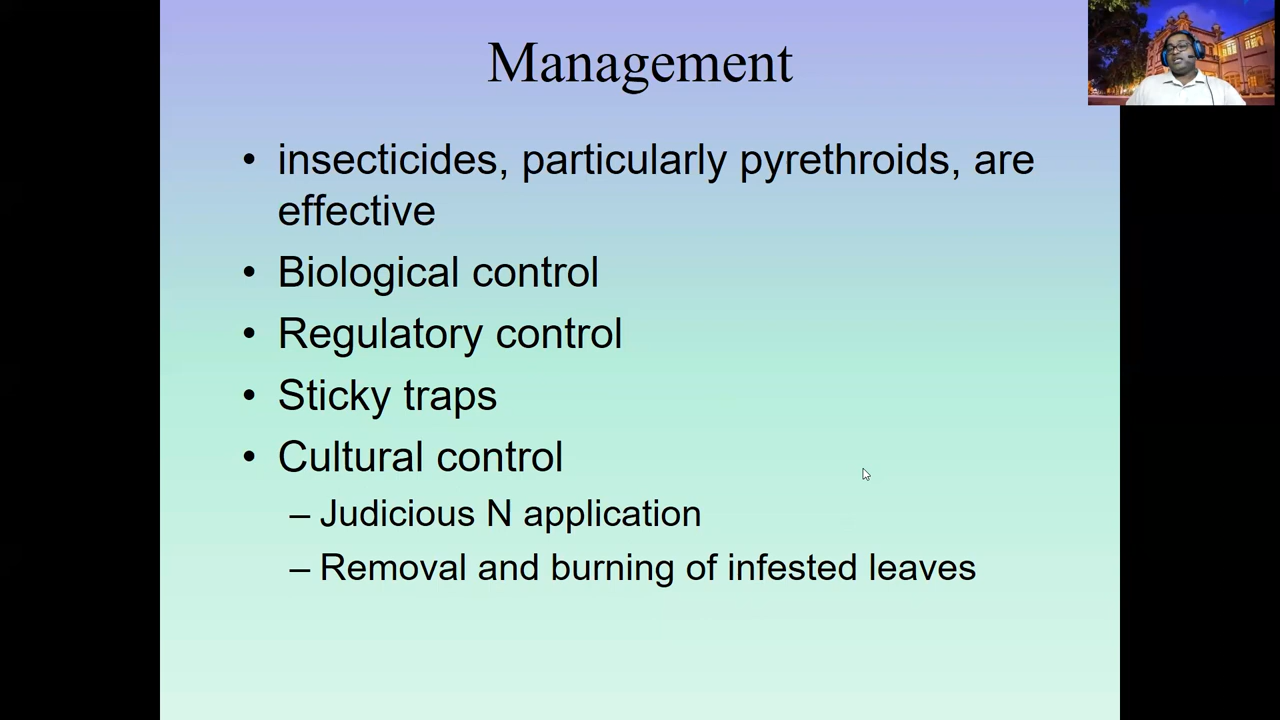 Management
• insecticides, particularly pyrethroids, are
effective
• Biological control
• Regulatory control
• Sticky traps
• Cultural control
– Judicious N application
– Removal and burning of infested leaves